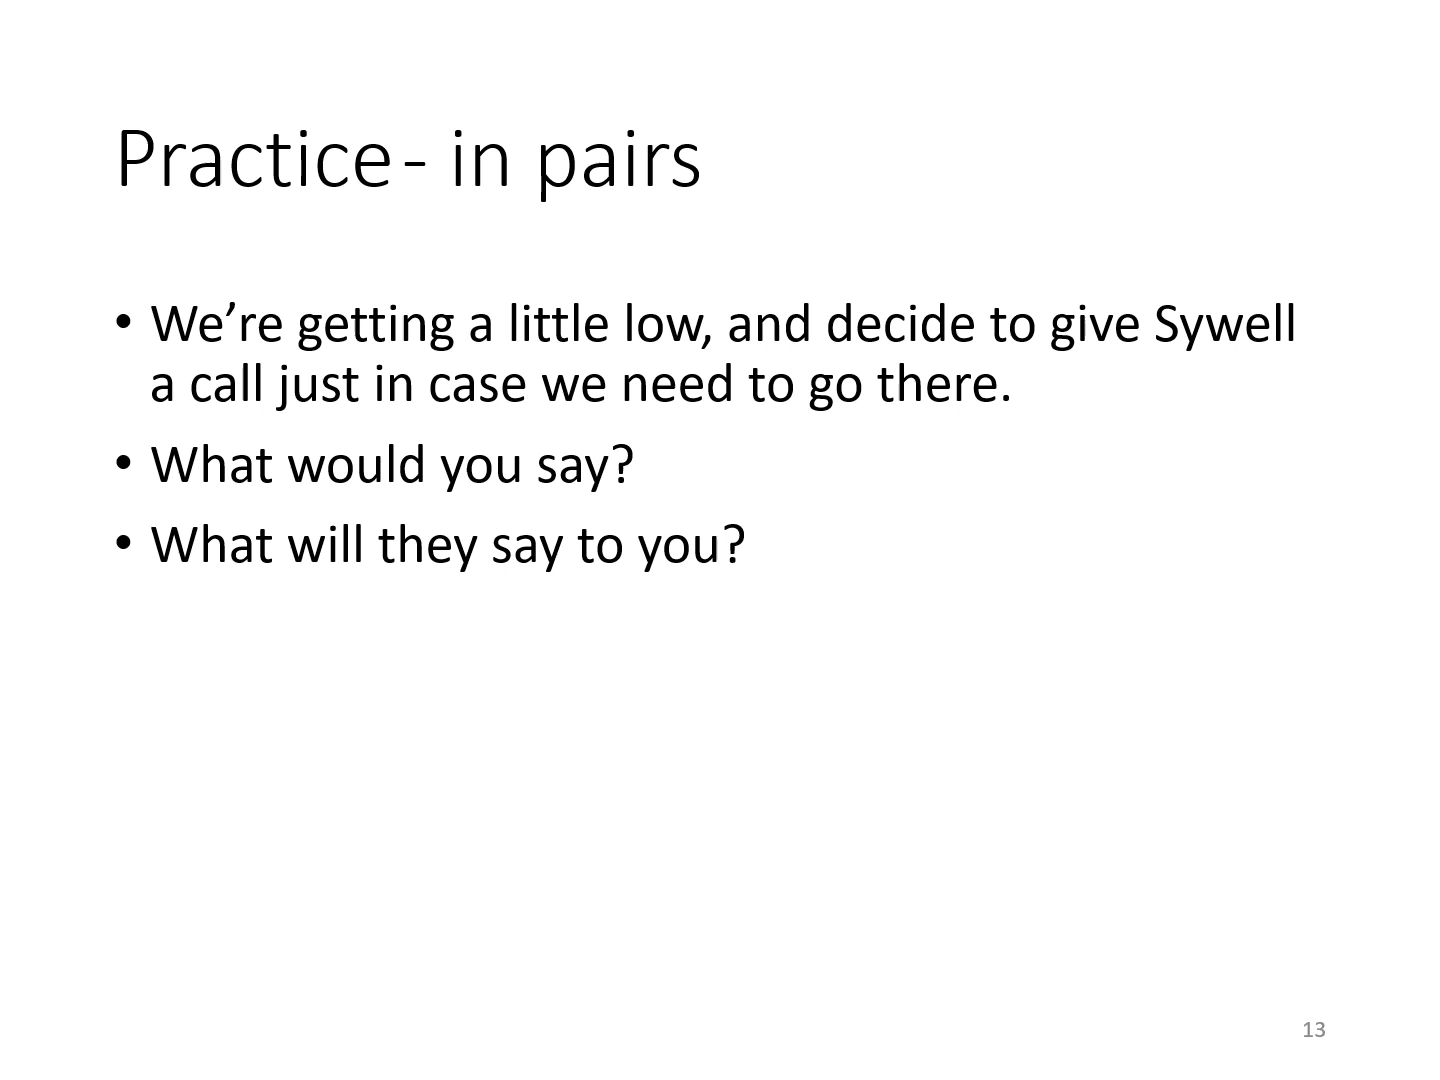 Practice - in pairs
• We’re getting a little low, and decide to give Sywell
a call just in case we need to go there.
• What would you say?
• What will they say to you?
13